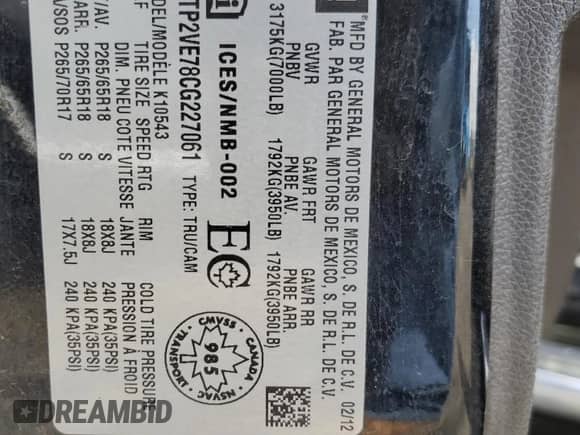 MFD BY GENERAL MOTORS DE MEXICO, S. DE R.L. DE C.V. 02/12
FAB. PAR GENERAL MOTORS DE MEXICO, S. DE R.L. DE C.V.
GVWR GAWR FRT GAWR RR
PNBV PNBE AV. PNBE ARR.
3175KG(7000LB) 1792KG(3950LB) 1792KG(3950LB)
ICES/NMB-002
EC
CMVSS
CANADA
TRANSPORT
NSVAC
985
TP2VE78CG227061 TYPE: TRU/CAM
DEL/MODÈLE K10543
TIRE SIZE SPEED RTG RIM COLD TIRE PRESSURE
DIM. PNEU COTE VITESSE JANTE PRESSION A FROID
/AV. P265/65R18 S 18X8J 240 KPA(35PSI)
ARR. P265/65R18 S 18X8J 240 KPA(35PSI)
/SOS P265/70R17 S 17X7.5J 240 KPA(35PSI)
DREAMBID